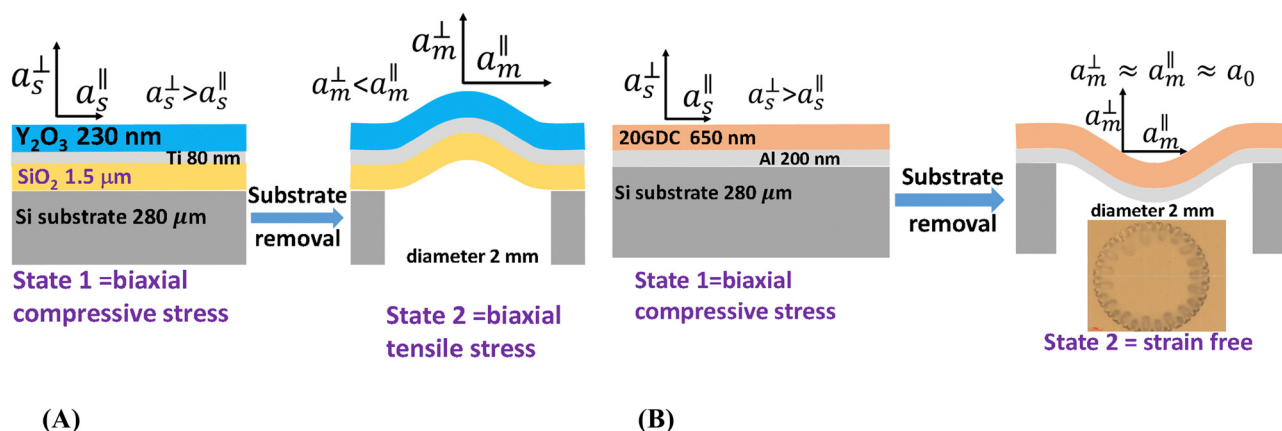 a_s^⊥
a_s^∥
a_s^⊥>a_s^∥
Y₂O₃ 230 nm
Ti 80 nm
SiO₂ 1.5 μm
Si substrate 280 μm
State 1 =biaxial
compressive stress
Substrate
removal
a_m^⊥
a_m^∥
a_m^⊥<a_m^∥
diameter 2 mm
State 2 =biaxial
tensile stress
(A)
a_s^⊥
a_s^∥
a_s^⊥>a_s^∥
20GDC 650 nm
Al 200 nm
Si substrate 280 μm
State 1=biaxial
compressive stress
Substrate
removal
a_m^⊥ ≈ a_m^∥ ≈ a_0
a_m^⊥
a_m^∥
diameter 2 mm
State 2 = strain free
(B)